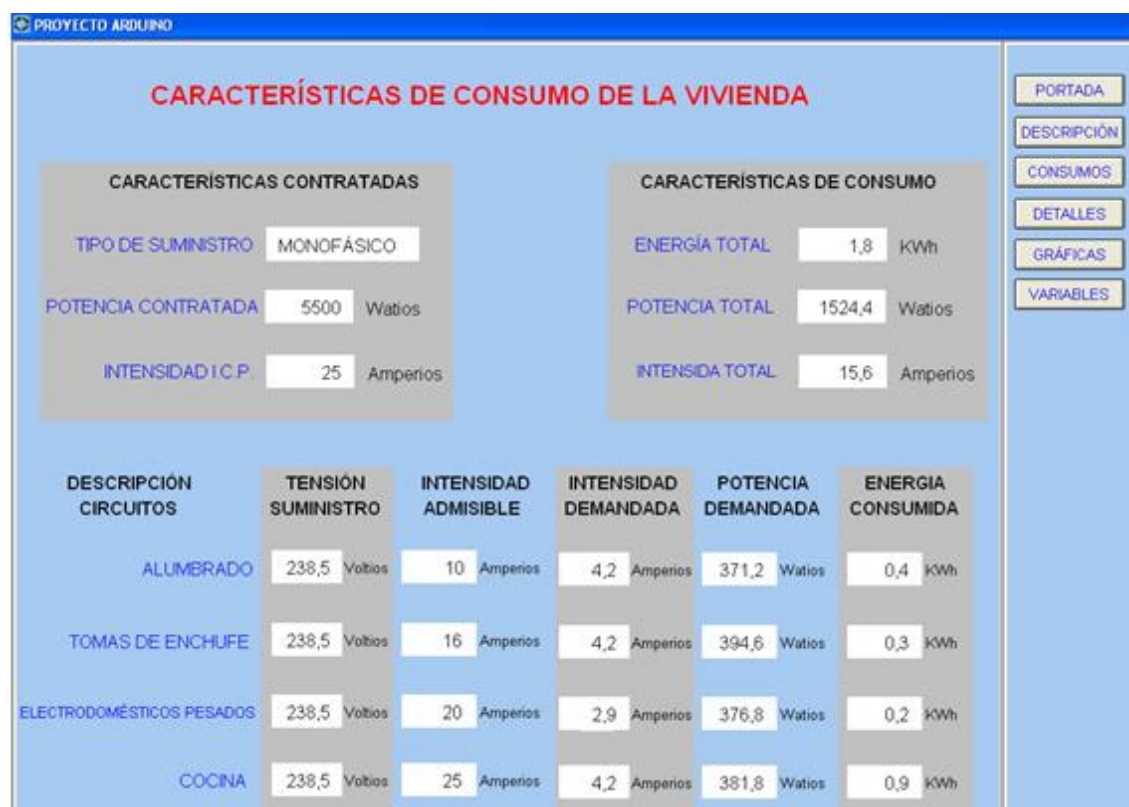 PROYECTO ARDUINO
CARACTERÍSTICAS DE CONSUMO DE LA VIVIENDA
PORTADA
DESCRIPCIÓN
CONSUMOS
DETALLES
GRÁFICAS
VARIABLES
CARACTERÍSTICAS CONTRATADAS
TIPO DE SUMINISTRO MONOFÁSICO
POTENCIA CONTRATADA 5500 Watios
INTENSIDAD I.C.P. 25 Amperios
CARACTERÍSTICAS DE CONSUMO
ENERGÍA TOTAL 1,8 KWh
POTENCIA TOTAL 1524,4 Watios
INTENSIDA TOTAL 15,6 Amperios
DESCRIPCIÓN CIRCUITOS
TENSIÓN SUMINISTRO
INTENSIDAD ADMISIBLE
INTENSIDAD DEMANDADA
POTENCIA DEMANDADA
ENERGIA CONSUMIDA
ALUMBRADO 238,5 Voltios 10 Amperios 4,2 Amperios 371,2 Watios 0,4 KWh
TOMAS DE ENCHUFE 238,5 Voltios 16 Amperios 4,2 Amperios 394,6 Watios 0,3 KWh
ELECTRODOMÉSTICOS PESADOS 238,5 Voltios 20 Amperios 2,9 Amperios 376,8 Watios 0,2 KWh
COCINA 238,5 Voltios 25 Amperios 4,2 Amperios 381,8 Watios 0,9 KWh